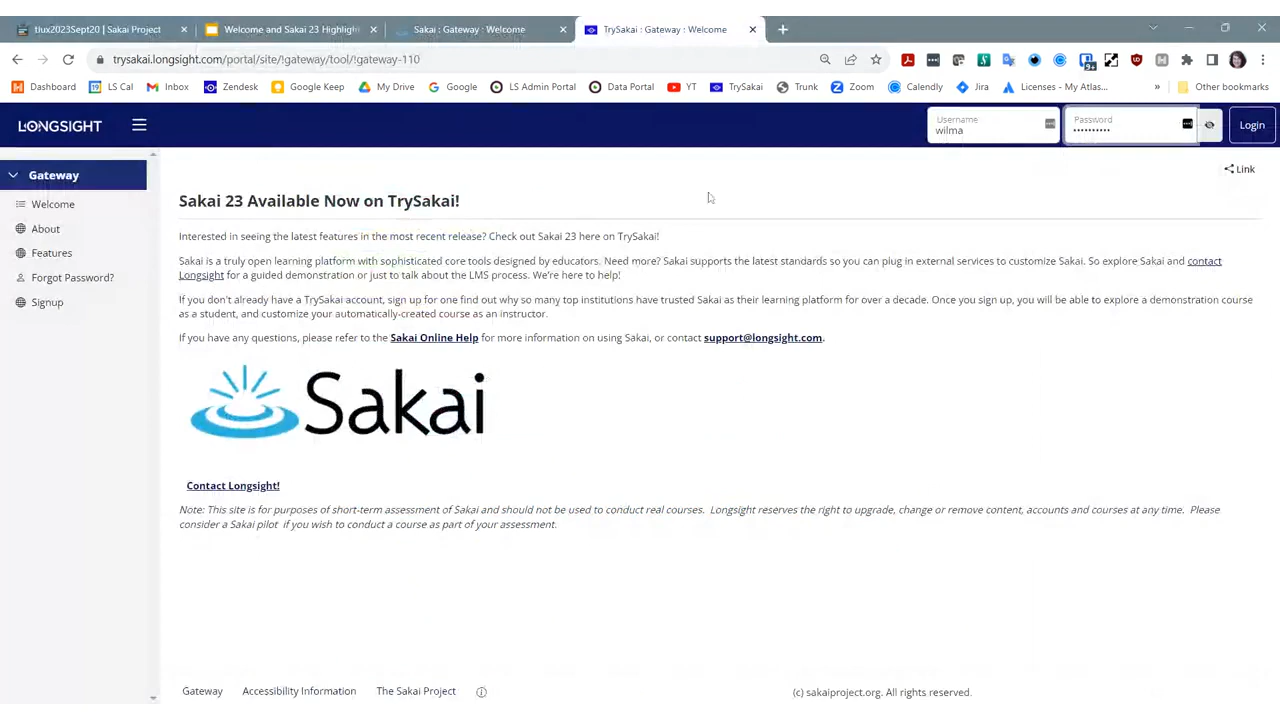 tlux2023Sept20 | Sakai Project
Welcome and Sakai 23 Highlight
Sakai : Gateway : Welcome
TrySakai : Gateway : Welcome
trysakai.longsight.com/portal/site/!gateway/tool/!gateway-110
9+
Dashboard
LS Cal
Inbox
Zendesk
Google Keep
My Drive
Google
LS Admin Portal
Data Portal
YT
TrySakai
Trunk
Zoom
Calendly
Jira
Licenses - My Atlas...
»
Other bookmarks
LONGSIGHT
Username
wilma
Password
••••••••••
Login
Gateway
Welcome
About
Features
Forgot Password?
Signup
Link
Sakai 23 Available Now on TrySakai!
Interested in seeing the latest features in the most recent release? Check out Sakai 23 here on TrySakai!
Sakai is a truly open learning platform with sophisticated core tools designed by educators. Need more? Sakai supports the latest standards so you can plug in external services to customize Sakai. So explore Sakai and contact
Longsight for a guided demonstration or just to talk about the LMS process. We're here to help!
If you don't already have a TrySakai account, sign up for one find out why so many top institutions have trusted Sakai as their learning platform for over a decade. Once you sign up, you will be able to explore a demonstration course
as a student, and customize your automatically-created course as an instructor.
If you have any questions, please refer to the Sakai Online Help for more information on using Sakai, or contact support@longsight.com.
Sakai
Contact Longsight!
Note: This site is for purposes of short-term assessment of Sakai and should not be used to conduct real courses. Longsight reserves the right to upgrade, change or remove content, accounts and courses at any time. Please
consider a Sakai pilot if you wish to conduct a course as part of your assessment.
Gateway
Accessibility Information
The Sakai Project
(c) sakaiproject.org. All rights reserved.